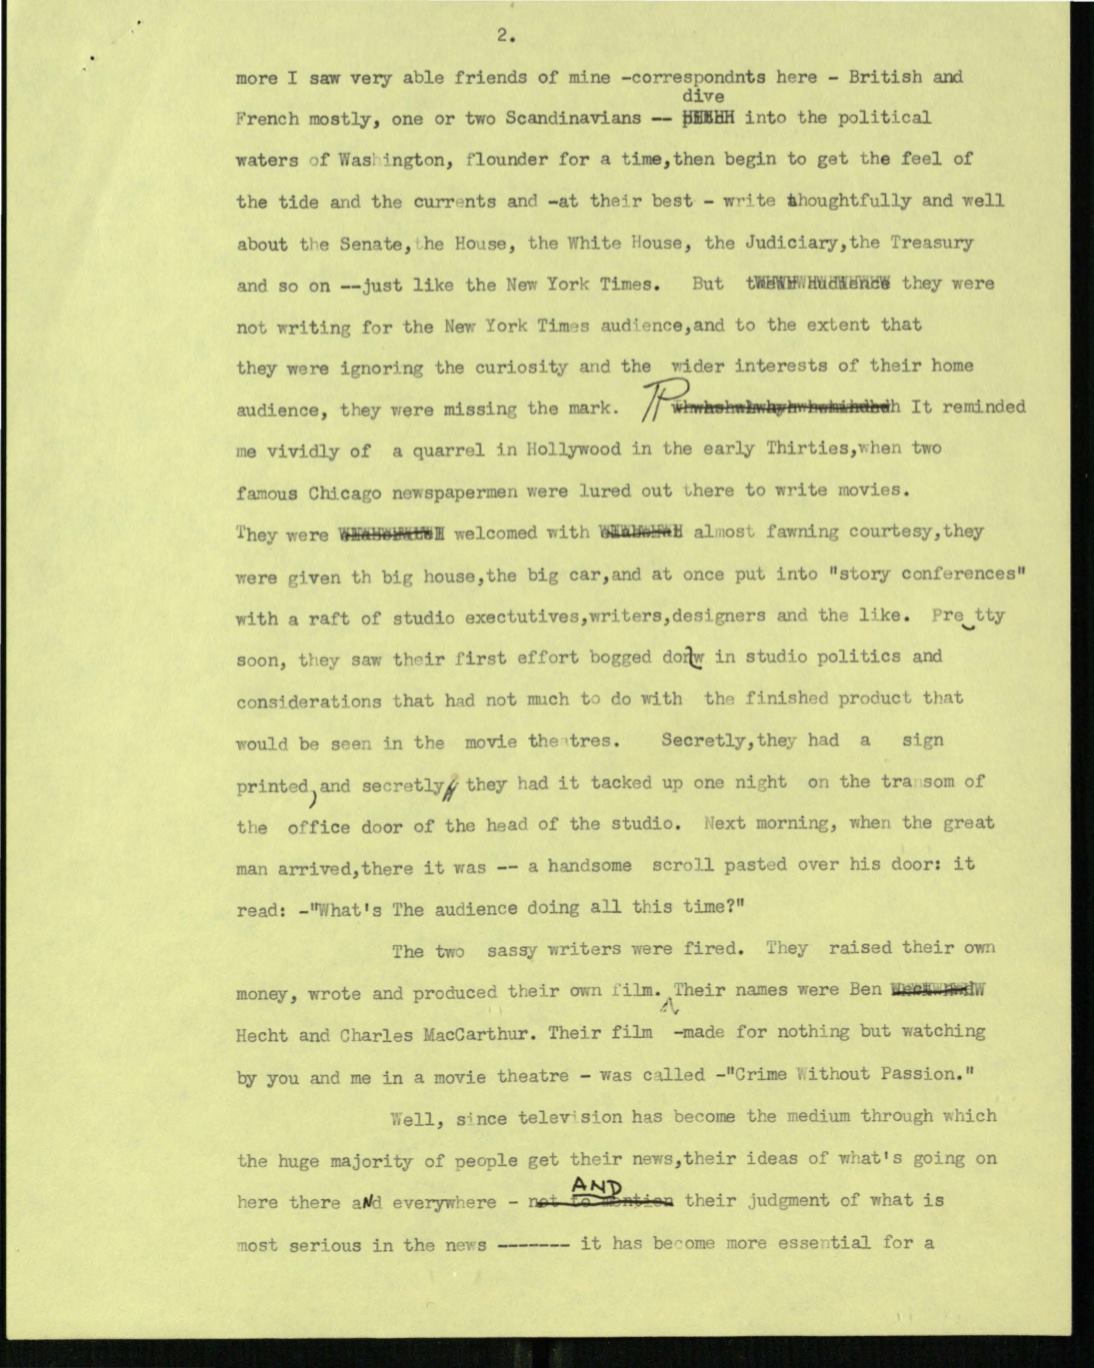 2.
more I saw very able friends of mine -correspondnts here - British and
dive
French mostly, one or two Scandinavians -- into the political
waters of Washington, flounder for a time,then begin to get the feel of
the tide and the currents and -at their best - write thoughtfully and well
about the Senate,the House, the White House, the Judiciary,the Treasury
and so on --just like the New York Times. But they were
not writing for the New York Times audience,and to the extent that
they were ignoring the curiosity and the wider interests of their home
audience, they were missing the mark. It reminded
me vividly of a quarrel in Hollywood in the early Thirties,when two
famous Chicago newspapermen were lured out there to write movies.
They were welcomed with almost fawning courtesy,they
were given th big house,the big car,and at once put into "story conferences"
with a raft of studio exectutives,writers,designers and the like. Pre tty
soon, they saw their first effort bogged donw in studio politics and
considerations that had not much to do with the finished product that
would be seen in the movie theatres. Secretly,they had a sign
printed, and secretly they had it tacked up one night on the transom of
the office door of the head of the studio. Next morning, when the great
man arrived,there it was -- a handsome scroll pasted over his door: it
read: -"What's The audience doing all this time?"
The two sassy writers were fired. They raised their own
money, wrote and produced their own film. Their names were Ben
Hecht and Charles MacCarthur. Their film -made for nothing but watching
by you and me in a movie theatre - was called -"Crime Without Passion."
Well, since television has become the medium through which
the huge majority of people get their news,their ideas of what's going on
AND
here there aNd everywhere - not to mention their judgment of what is
most serious in the news ------- it has become more essential for a